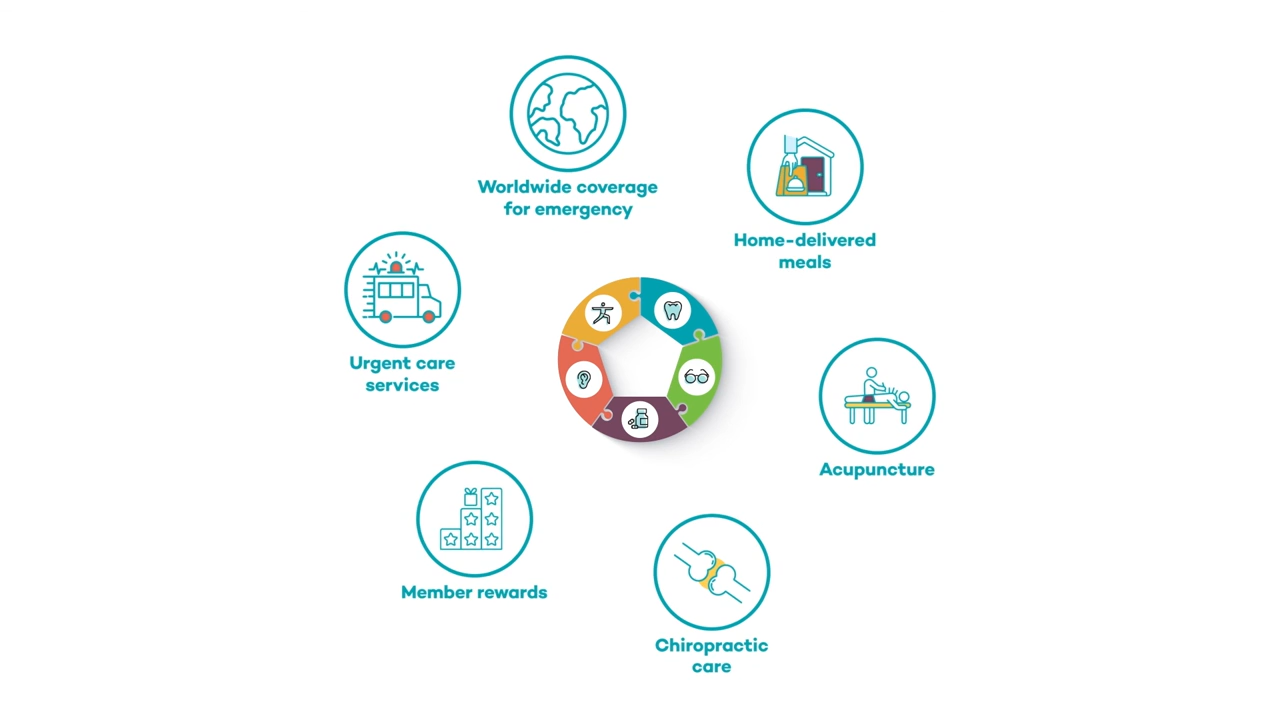 Worldwide coverage
for emergency
Home-delivered
meals
Urgent care
services
Acupuncture
Member rewards
Chiropractic
care